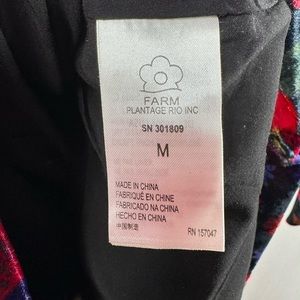 FARM
PLANTAGE RIO INC
SN 301809
M
MADE IN CHINA
FABRIQUÉ EN CHINE
FABRICADO NA CHINA
HECHO EN CHINA
中国制造
RN 157047